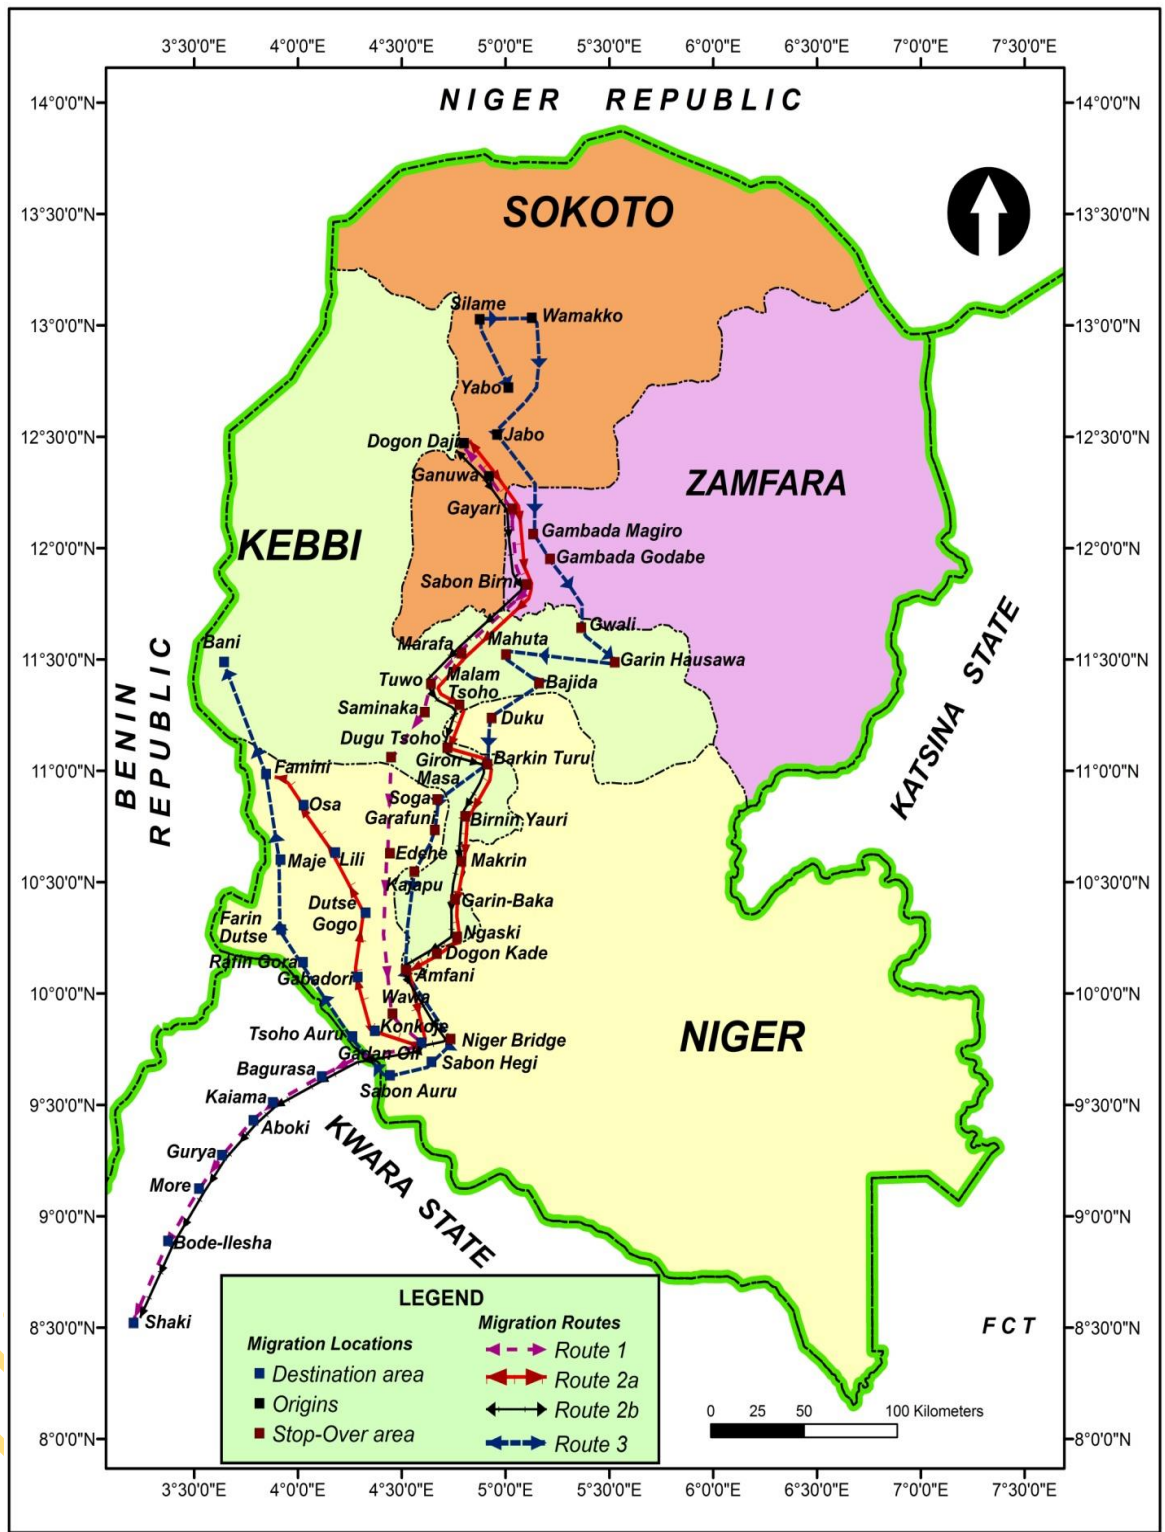 3°30'0"E 4°0'0"E 4°30'0"E 5°0'0"E 5°30'0"E 6°0'0"E 6°30'0"E 7°0'0"E 7°30'0"E
14°0'0"N
NIGER REPUBLIC
14°0'0"N
SOKOTO
13°30'0"N
13°30'0"N
Silame
Wamakko
13°0'0"N
13°0'0"N
Yabo
12°30'0"N
Dogon Daji
Jabo
12°30'0"N
Ganuwa
ZAMFARA
Gayari
Gambada Magiro
12°0'0"N
KEBBI
Gambada Godabe
12°0'0"N
Sabon Birni
Gwali
Bani
Marafa
Mahuta
11°30'0"N
Garin Hausawa
11°30'0"N
Tuwo
Malam
Tsoho
Bajida
Saminaka
Duku
BENIN
REPUBLIC
KATSINA STATE
Dugu Tsoho
Giron
Masa
Barkin Turu
11°0'0"N
Famini
11°0'0"N
Osa
Soga
Garafuni
Birnin Yauri
Maje
Lili
Edene
Makrin
10°30'0"N
Kajapu
10°30'0"N
Dutse
Gogo
Garin-Baka
Farin
Dutse
Ngaski
Dogon Kade
Rafin Gora
Gabadori
Amfani
10°0'0"N
Wawa
10°0'0"N
Tsoho Auru
Konkoje
NIGER
Gadan Oli
Niger Bridge
Bagurasa
Sabon Hegi
Kaiama
Sabon Auru
9°30'0"N
9°30'0"N
Aboki
Gurya
KWARA STATE
More
9°0'0"N
9°0'0"N
Bode-Ilesha
Shaki
8°30'0"N
FCT
8°30'0"N
LEGEND
Migration Locations
Destination area
Origins
Stop-Over area
Migration Routes
Route 1
Route 2a
Route 2b
Route 3
0 25 50 100 Kilometers
8°0'0"N
8°0'0"N
3°30'0"E 4°0'0"E 4°30'0"E 5°0'0"E 5°30'0"E 6°0'0"E 6°30'0"E 7°0'0"E 7°30'0"E